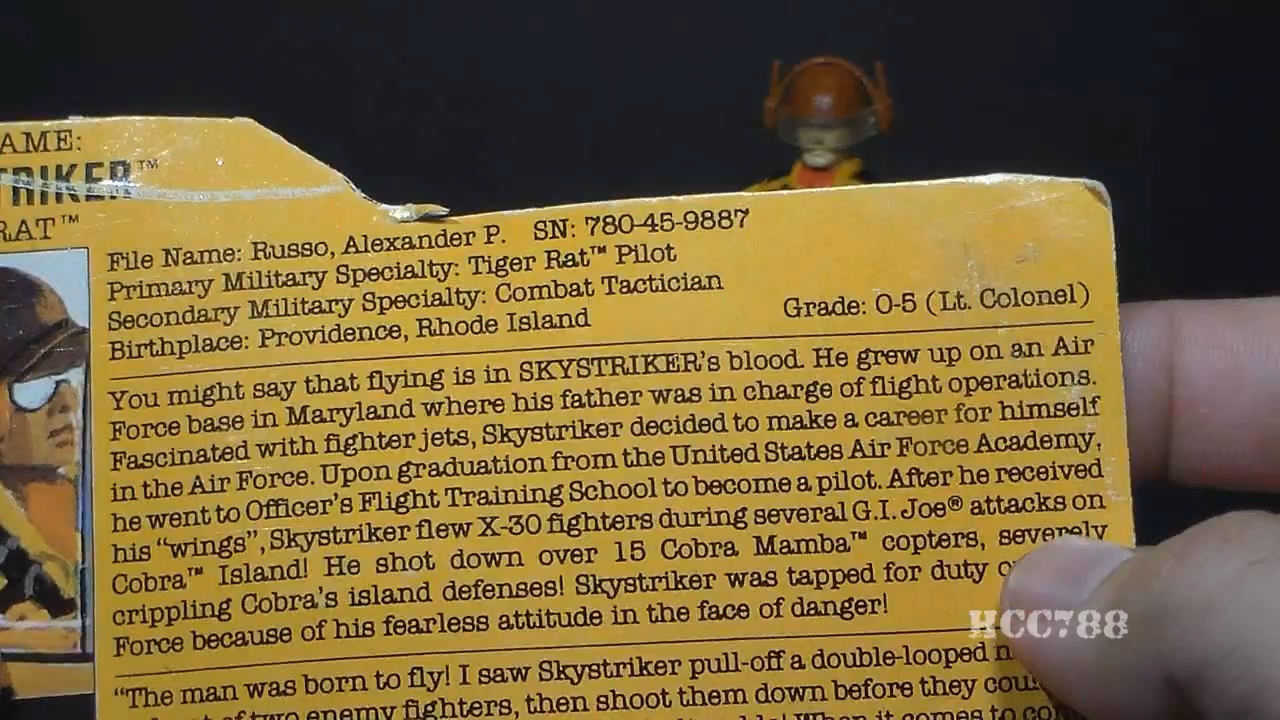 AME:
TRIKER™
RAT™
File Name: Russo, Alexander P. SN: 780-45-9887
Primary Military Specialty: Tiger Rat™ Pilot
Secondary Military Specialty: Combat Tactician
Birthplace: Providence, Rhode Island Grade: O-5 (Lt. Colonel)
You might say that flying is in SKYSTRIKER's blood. He grew up on an Air
Force base in Maryland where his father was in charge of flight operations.
Fascinated with fighter jets, Skystriker decided to make a career for himself
in the Air Force. Upon graduation from the United States Air Force Academy,
he went to Officer's Flight Training School to become a pilot. After he received
his "wings", Skystriker flew X-30 fighters during several G.I. Joe® attacks on
Cobra™ Island! He shot down over 15 Cobra Mamba™ copters, severely
crippling Cobra's island defenses! Skystriker was tapped for duty
Force because of his fearless attitude in the face of danger!
"The man was born to fly! I saw Skystriker pull-off a double-looped
of two enemy fighters, then shoot them down before they
When it comes to
HCC788